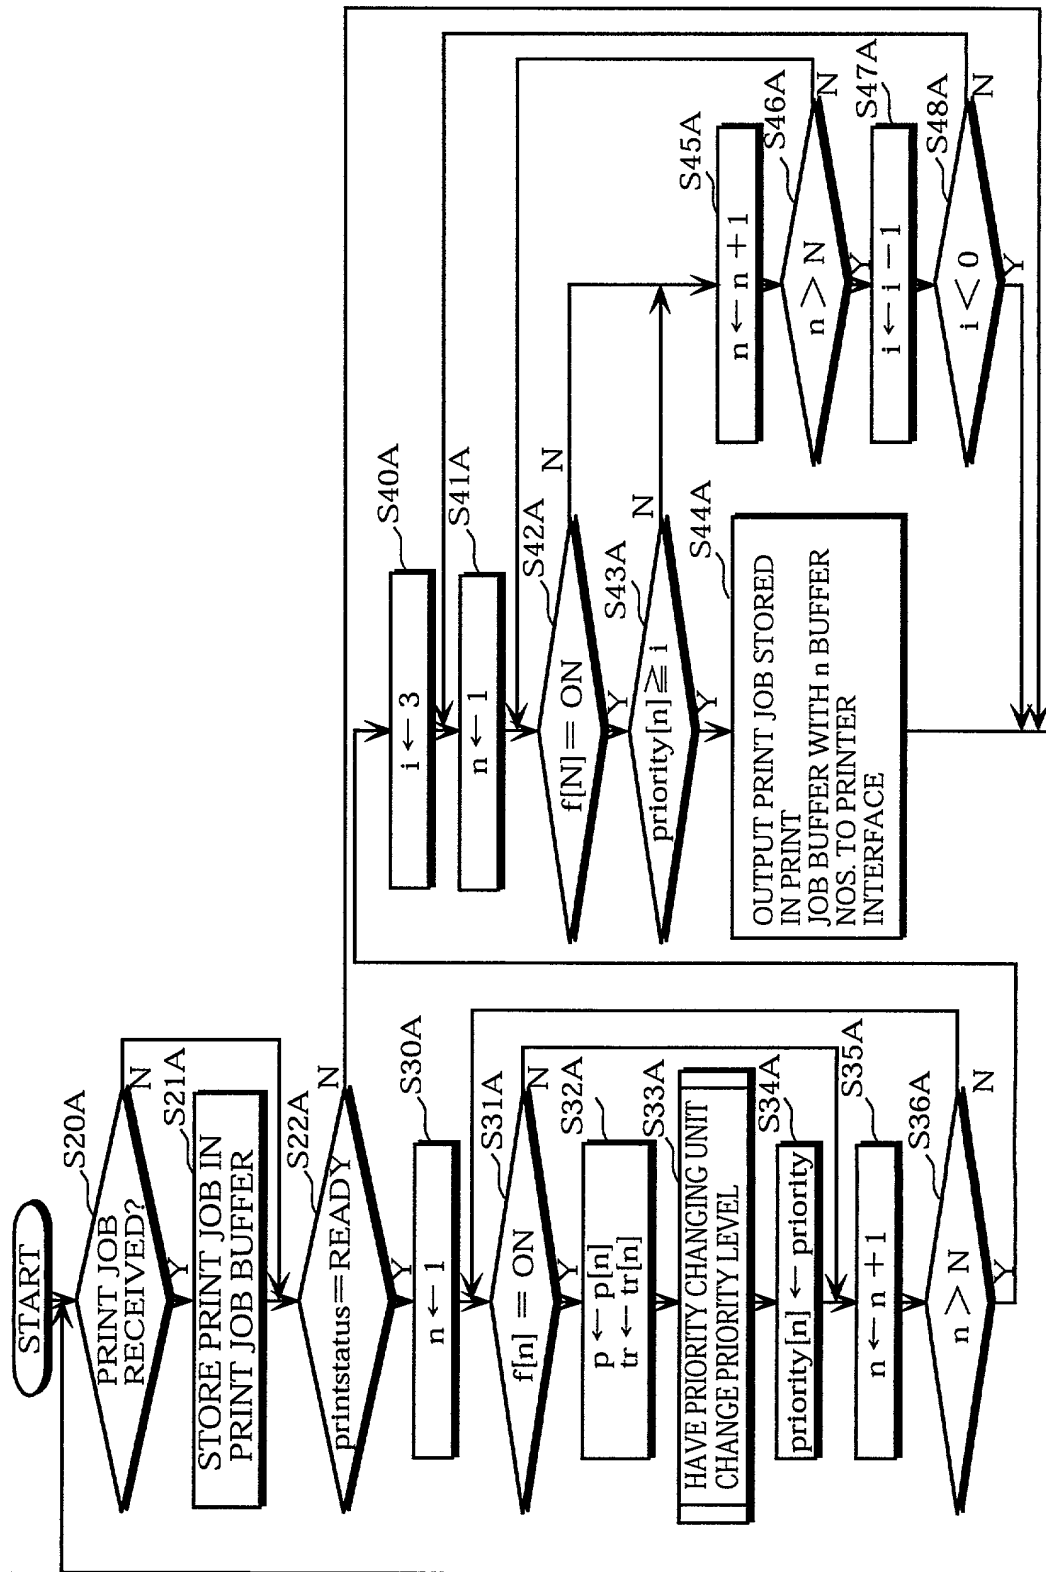 START
S20A
PRINT JOB
RECEIVED?
N
Y
S21A
STORE PRINT JOB IN
PRINT JOB BUFFER
S22A
printstatus=READY
N
Y
S30A
n ← 1
S31A
f[n] = ON
N
Y
S32A
p ← p[n]
tr ← tr[n]
S33A
HAVE PRIORITY CHANGING UNIT
CHANGE PRIORITY LEVEL
S34A
priority[n] ← priority
S35A
n ← n + 1
S36A
n > N
N
Y
S40A
i ← 3
S41A
n ← 1
S42A
f[N] = ON
N
Y
S43A
priority[n] ≧ i
N
Y
S44A
OUTPUT PRINT JOB STORED
IN PRINT
JOB BUFFER WITH n BUFFER
NOS. TO PRINTER
INTERFACE
S45A
n ← n + 1
S46A
n > N
N
Y
S47A
i ← i − 1
S48A
i < 0
N
Y